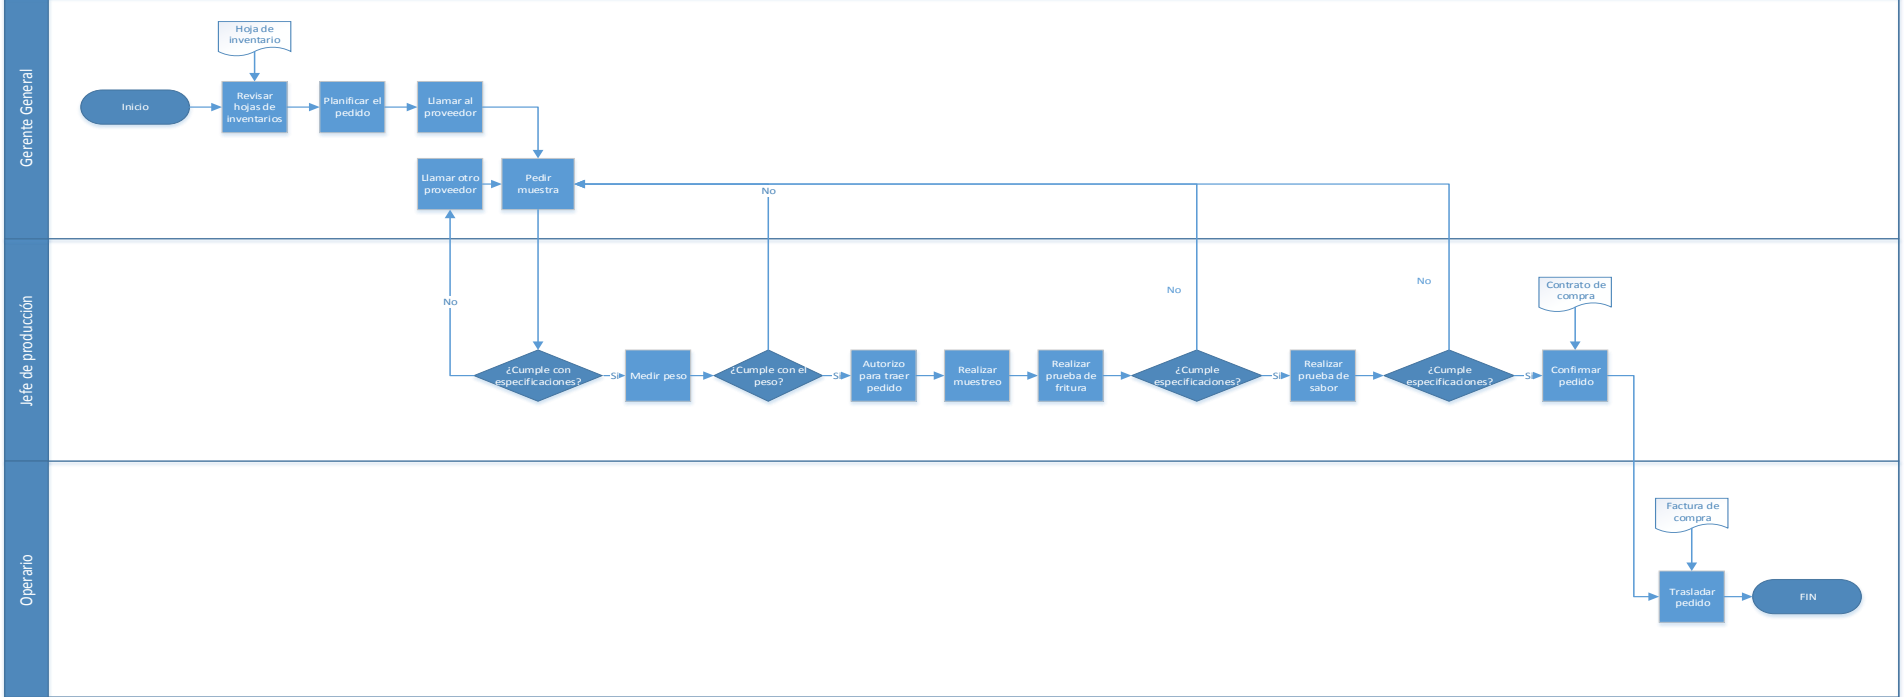 Gerente General
Hoja de
inventario
Inicio
Revisar
hojas de
inventarios
Planificar el
pedido
Llamar al
proveedor
Llamar otro
proveedor
Pedir
muestra
No
Jefe de producción
No
No
No
Contrato de
compra
¿Cumple con
especificaciones?
Si
Medir peso
¿Cumple con el
peso?
Si
Autorizo
para traer
pedido
Realizar
muestreo
Realizar
prueba de
fritura
¿Cumple
especificaciones?
Si
Realizar
prueba de
sabor
¿Cumple
especificaciones?
Si
Confirmar
pedido
Operario
Factura de
compra
Trasladar
pedido
FIN